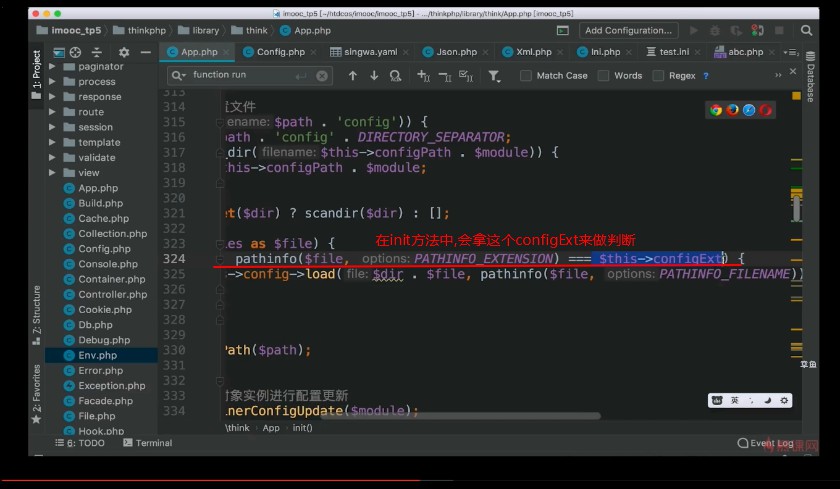 imooc_tp5 [~/htdcos/imooc/imooc_tp5] - .../thinkphp/library/think/App.php [imooc_tp5]
imooc_tp5 thinkphp library think App.php Add Configuration...
1: Project
App.php Config.php singwa.yaml Json.php Xml.php Ini.php test.ini abc.php
paginator
process
response
route
session
template
validate
view
App.php
Build.php
Cache.php
Collection.php
Config.php
Console.php
Container.php
Controller.php
Cookie.php
Db.php
Debug.php
Env.php
Error.php
Exception.php
Facade.php
File.php
Hook.php
function run
Match Case Words Regex ?
Database
313
314 文件
315 ename: $path . 'config')) {
316 ath . 'config' . DIRECTORY_SEPARATOR;
317 _dir( filename: $this->configPath . $module)) {
318 this->configPath . $module;
319
320
321 et($dir) ? scandir($dir) : [];
322
323 les as $file) {
在init方法中,会拿这个configExt来做判断
324 pathinfo($file, options: PATHINFO_EXTENSION) === $this->configExt) {
325 ->config->load( file: $dir . $file, pathinfo($file, options: PATHINFO_FILENAME))
326
327
328
329
330 Path($path);
331
332
333 对象实例进行配置更新
334 nerConfigUpdate($module);
\think App init()
Z: Structure
2: Favorites
章鱼
英
6: TODO Terminal Event Log
慕课网